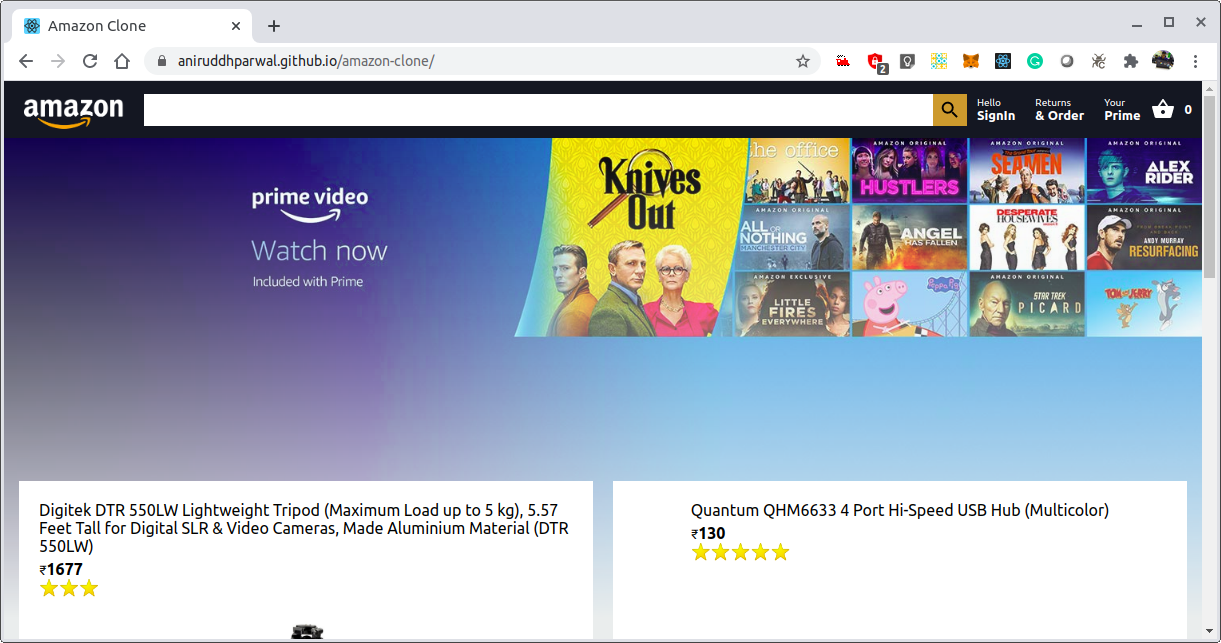 Amazon Clone
aniruddhparwal.github.io/amazon-clone/
2
amazon
Hello
SignIn
Returns
& Order
Your
Prime
0
prime video
Watch now
Included with Prime
Knives
Out
the office
AMAZON ORIGINAL
HUSTLERS
AMAZON ORIGINAL
SEAMEN
AMAZON ORIGINAL
ALEX
RIDER
AMAZON ORIGINAL
ALL OR
NOTHING
MANCHESTER CITY
ANGEL
HAS FALLEN
DESPERATE
HOUSEWIVES
AMAZON ORIGINAL
ANDY MURRAY
RESURFACING
AMAZON EXCLUSIVE
LITTLE
FIRES
EVERYWHERE
Peppa Pig
AMAZON ORIGINAL
STAR TREK
PICARD
TOM AND JERRY
Digitek DTR 550LW Lightweight Tripod (Maximum Load up to 5 kg), 5.57
Feet Tall for Digital SLR & Video Cameras, Made Aluminium Material (DTR
550LW)
₹1677
Quantum QHM6633 4 Port Hi-Speed USB Hub (Multicolor)
₹130